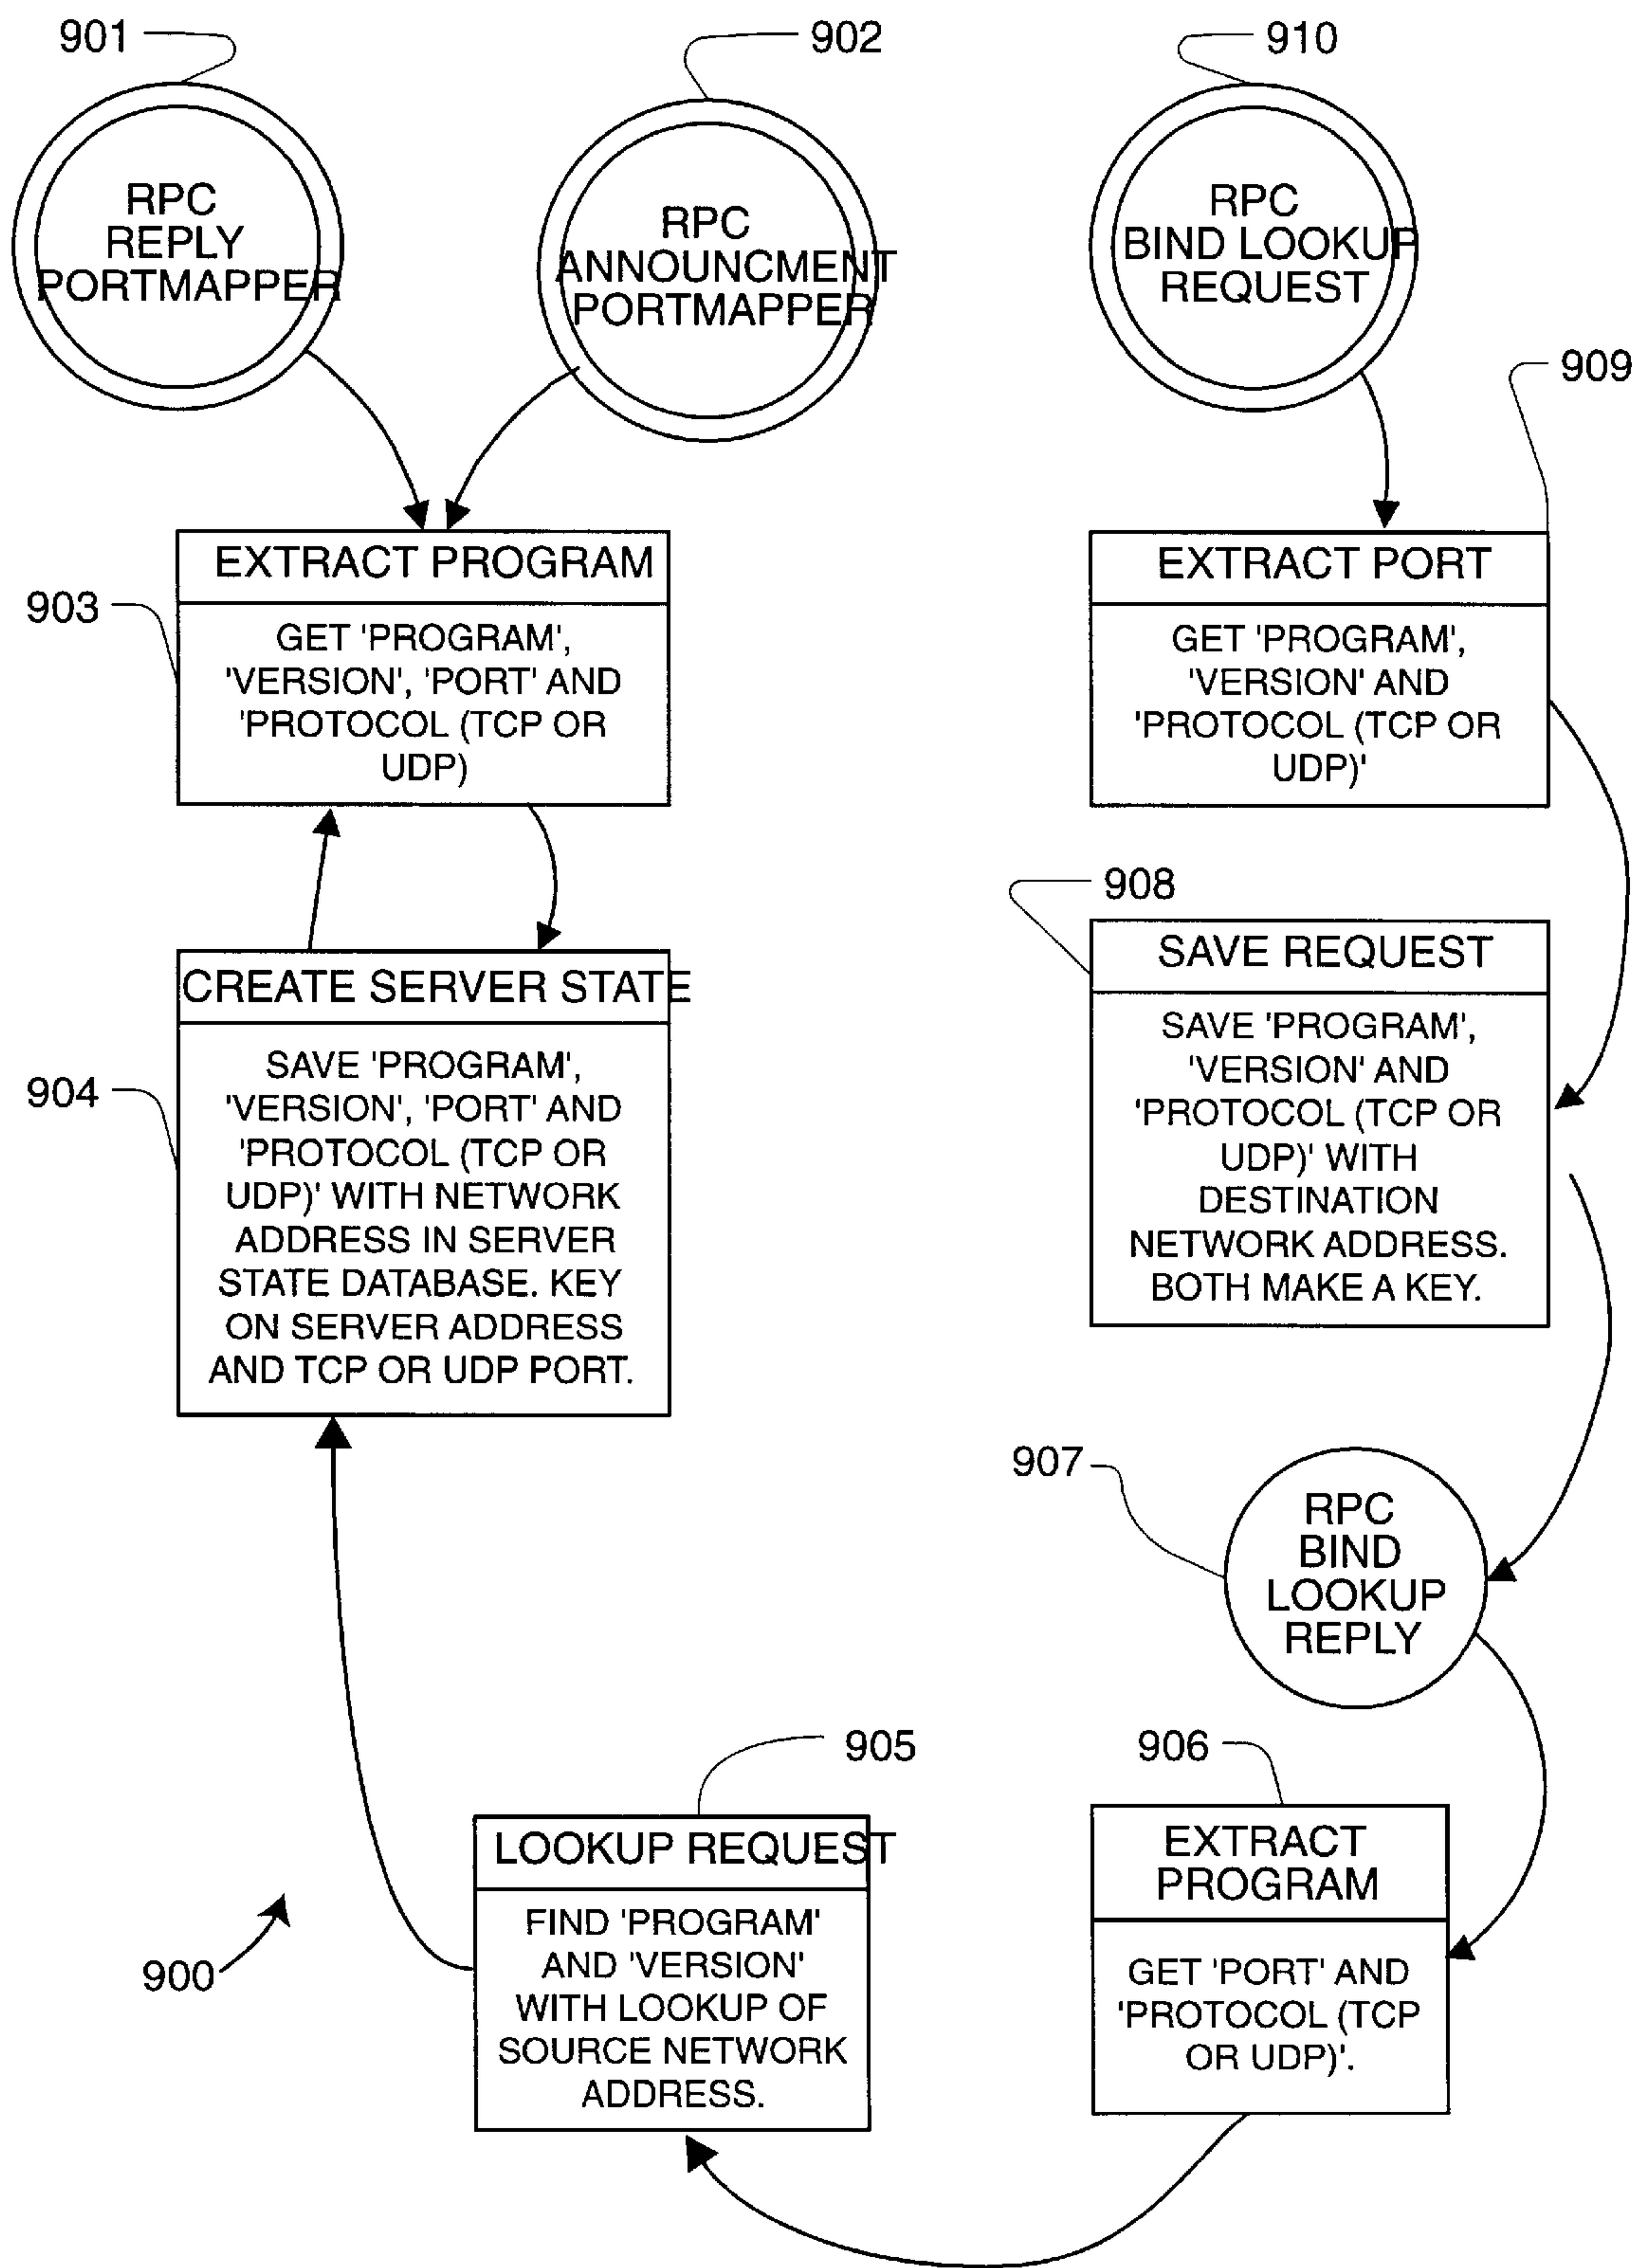 901
902
910
RPC
REPLY
PORTMAPPER
RPC
ANNOUNCMENT
PORTMAPPER
RPC
BIND LOOKUP
REQUEST
909
EXTRACT PROGRAM
903
GET 'PROGRAM',
'VERSION', 'PORT' AND
'PROTOCOL (TCP OR
UDP)
EXTRACT PORT
GET 'PROGRAM',
'VERSION' AND
'PROTOCOL (TCP OR
UDP)'
908
CREATE SERVER STATE
904
SAVE 'PROGRAM',
'VERSION', 'PORT' AND
'PROTOCOL (TCP OR
UDP)' WITH NETWORK
ADDRESS IN SERVER
STATE DATABASE. KEY
ON SERVER ADDRESS
AND TCP OR UDP PORT.
SAVE REQUEST
SAVE 'PROGRAM',
'VERSION' AND
'PROTOCOL (TCP OR
UDP)' WITH
DESTINATION
NETWORK ADDRESS.
BOTH MAKE A KEY.
907
RPC
BIND
LOOKUP
REPLY
905
906
LOOKUP REQUEST
FIND 'PROGRAM'
AND 'VERSION'
WITH LOOKUP OF
SOURCE NETWORK
ADDRESS.
EXTRACT
PROGRAM
GET 'PORT' AND
'PROTOCOL (TCP
OR UDP)'.
900